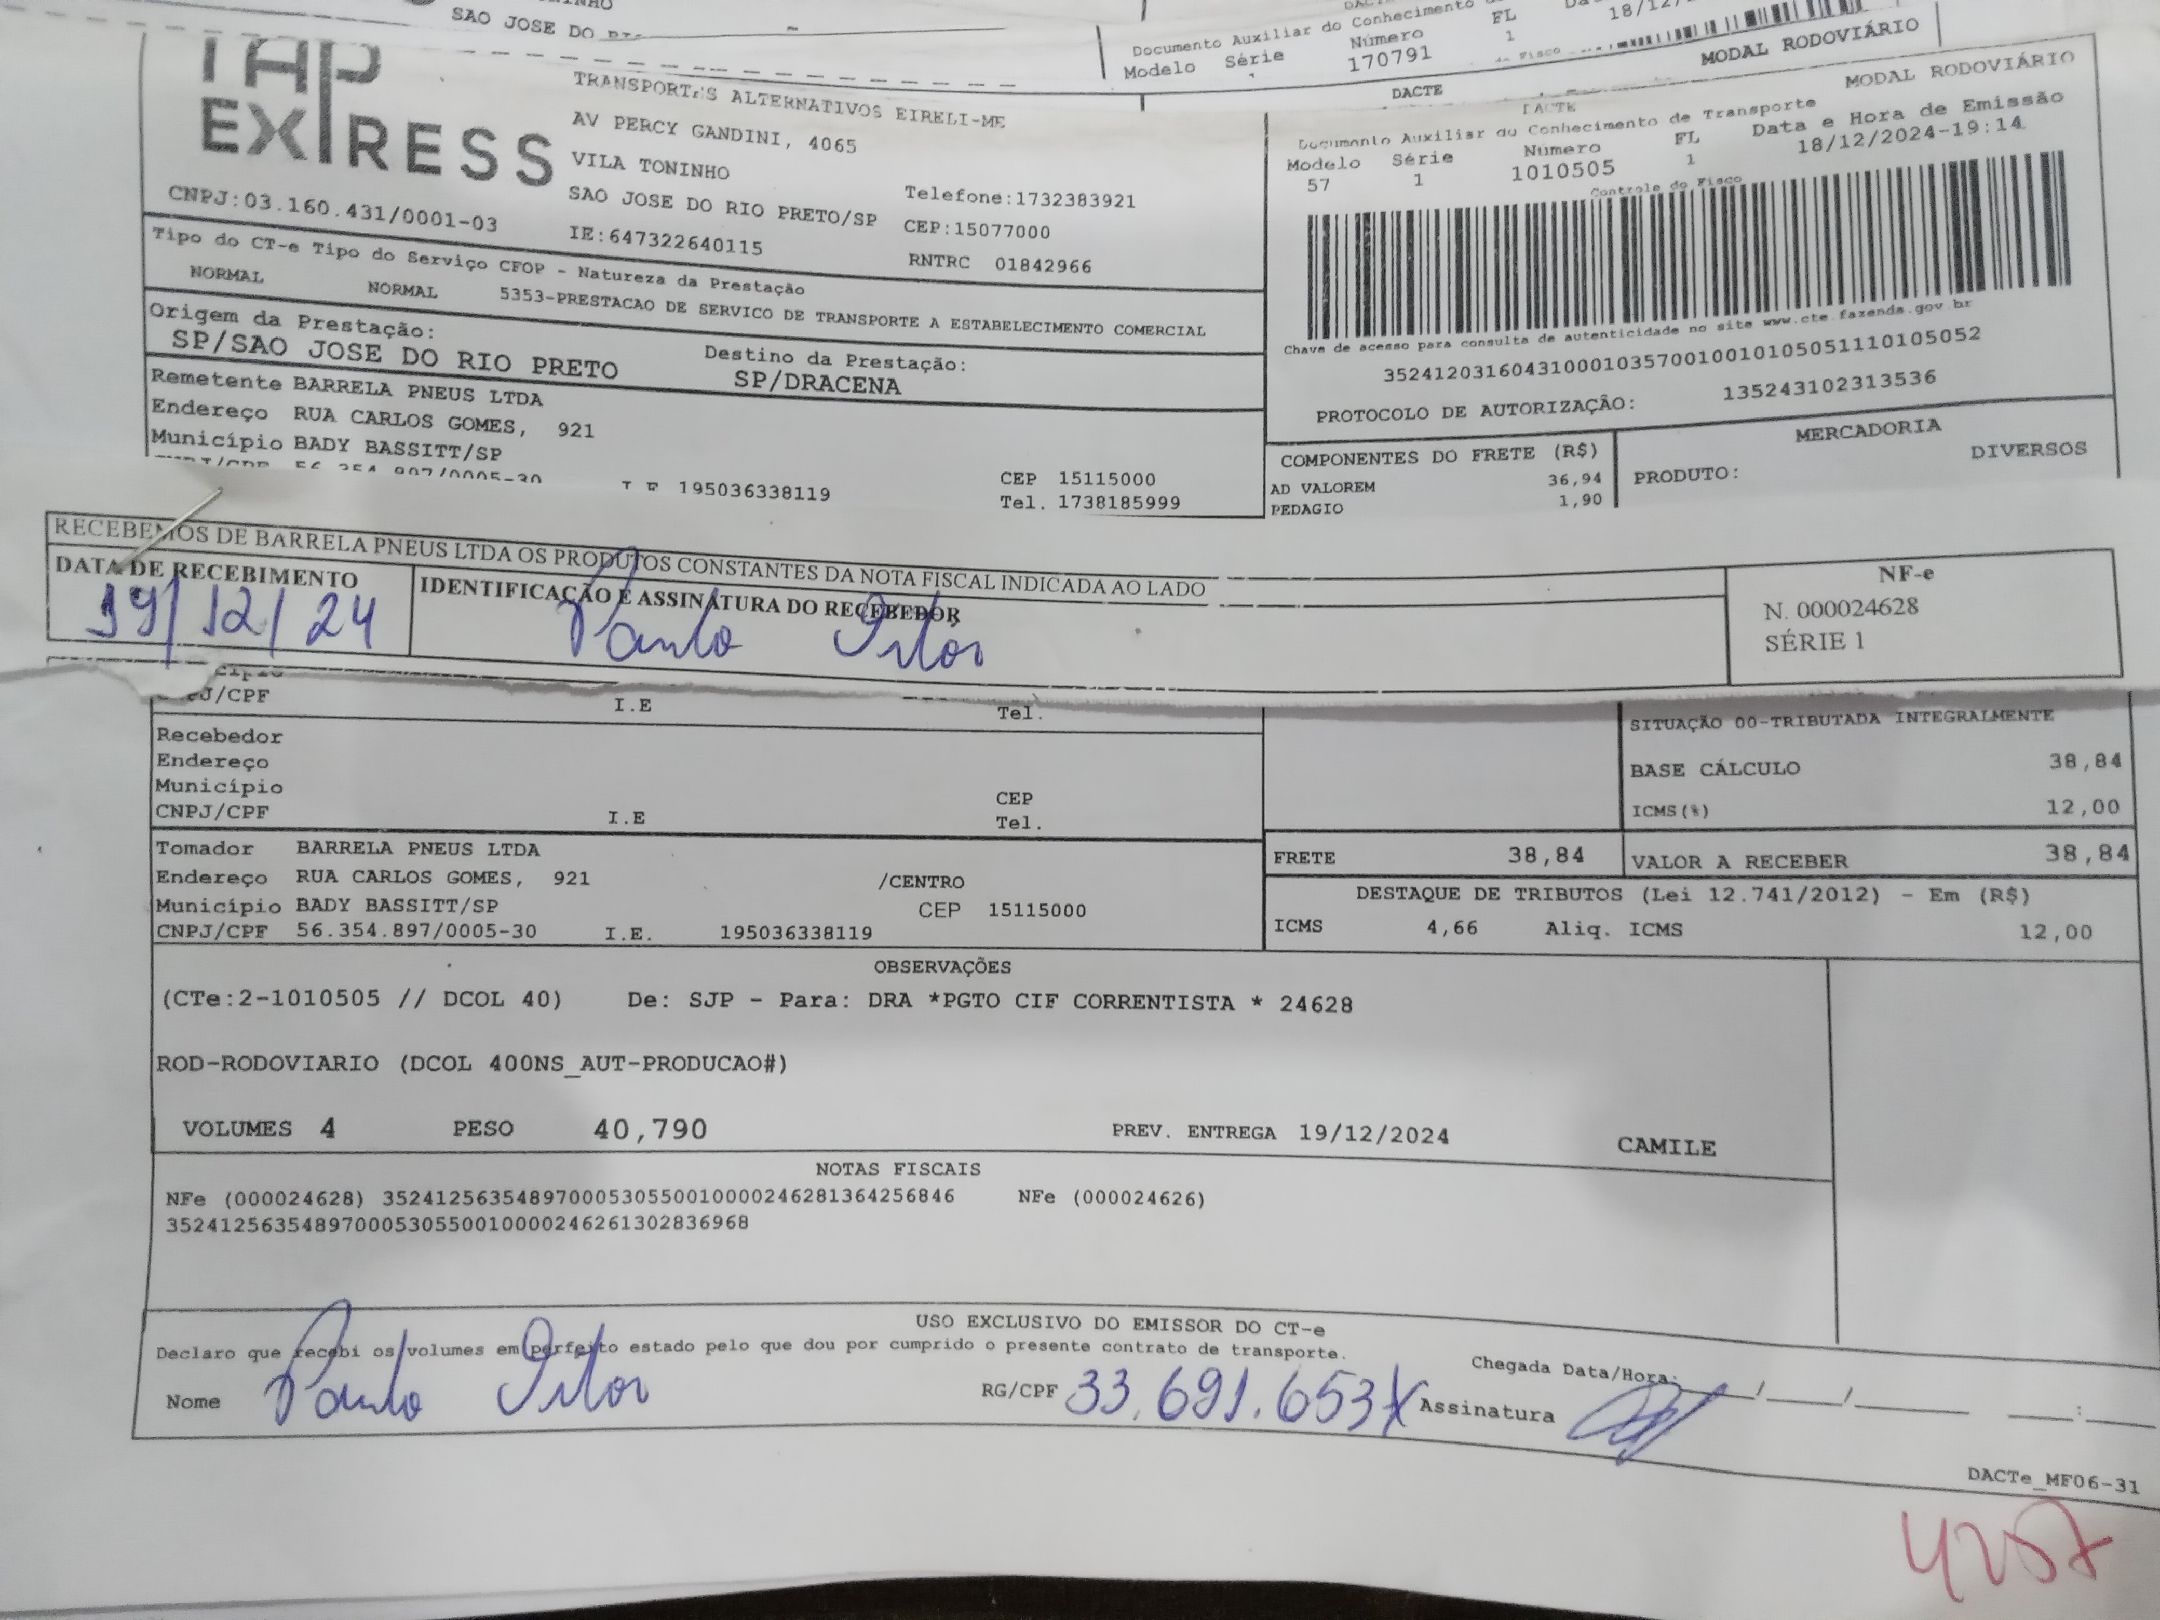 SAO JOSE DO
Documento Auxiliar do Conhecimento
Modelo Série Número FL
1 170791 1 18/12/
MODAL RODOVIÁRIO
DACTE
TAP
EXPRESS
TRANSPORTES ALTERNATIVOS EIRELI-ME
AV PERCY GANDINI, 4065
VILA TONINHO
SAO JOSE DO RIO PRETO/SP
Telefone:1732383921
CEP:15077000
CNPJ:03.160.431/0001-03
IE:647322640115
RNTRC 01842966
DACTE
MODAL RODOVIÁRIO
Documento Auxiliar do Conhecimento de Transporte
Modelo Série Número FL Data e Hora de Emissão
57 1 1010505 1 18/12/2024-19:14
Controle do Fisco
Chave de acesso para consulta de autenticidade no site www.cte.fazenda.gov.br
35241203160431000103570010010105051110105052
PROTOCOLO DE AUTORIZAÇÃO: 135243102313536
Tipo do CT-e Tipo do Serviço CFOP - Natureza da Prestação
NORMAL NORMAL 5353-PRESTACAO DE SERVICO DE TRANSPORTE A ESTABELECIMENTO COMERCIAL
Origem da Prestação: Destino da Prestação:
SP/SAO JOSE DO RIO PRETO SP/DRACENA
Remetente BARRELA PNEUS LTDA
Endereço RUA CARLOS GOMES, 921
Município BADY BASSITT/SP CEP 15115000
CNPJ/CPF 56.354.897/0005-30 I.E 195036338119 Tel. 1738185999
COMPONENTES DO FRETE (R$)
AD VALOREM 36,94
PEDAGIO 1,90
MERCADORIA
PRODUTO: DIVERSOS
RECEBEMOS DE BARRELA PNEUS LTDA OS PRODUTOS CONSTANTES DA NOTA FISCAL INDICADA AO LADO
DATA DE RECEBIMENTO IDENTIFICAÇÃO E ASSINATURA DO RECEBEDOR
19/12/24 Paulo
NF-e
N. 000024628
SÉRIE 1
CNPJ/CPF I.E Tel.
Recebedor
Endereço
Município CEP
CNPJ/CPF I.E Tel.
SITUAÇÃO 00-TRIBUTADA INTEGRALMENTE
BASE CÁLCULO 38,84
ICMS(%) 12,00
Tomador BARRELA PNEUS LTDA
Endereço RUA CARLOS GOMES, 921 /CENTRO
Município BADY BASSITT/SP CEP 15115000
CNPJ/CPF 56.354.897/0005-30 I.E. 195036338119
FRETE 38,84 VALOR A RECEBER 38,84
DESTAQUE DE TRIBUTOS (Lei 12.741/2012) - Em (R$)
ICMS 4,66 Aliq. ICMS 12,00
OBSERVAÇÕES
(CTe:2-1010505 // DCOL 40) De: SJP - Para: DRA *PGTO CIF CORRENTISTA * 24628
ROD-RODOVIARIO (DCOL 400NS_AUT-PRODUCAO#)
VOLUMES 4 PESO 40,790 PREV. ENTREGA 19/12/2024 CAMILE
NOTAS FISCAIS
NFe (000024628) 35241256354897000530550010000246281364256846 NFe (000024626)
35241256354897000530550010000246261302836968
USO EXCLUSIVO DO EMISSOR DO CT-e
Declaro que recebi os volumes em perfeito estado pelo que dou por cumprido o presente contrato de transporte.
Nome Paulo RG/CPF 33.691.653X Assinatura
Chegada Data/Hora: / / :
DACTe_MF06-31
4257